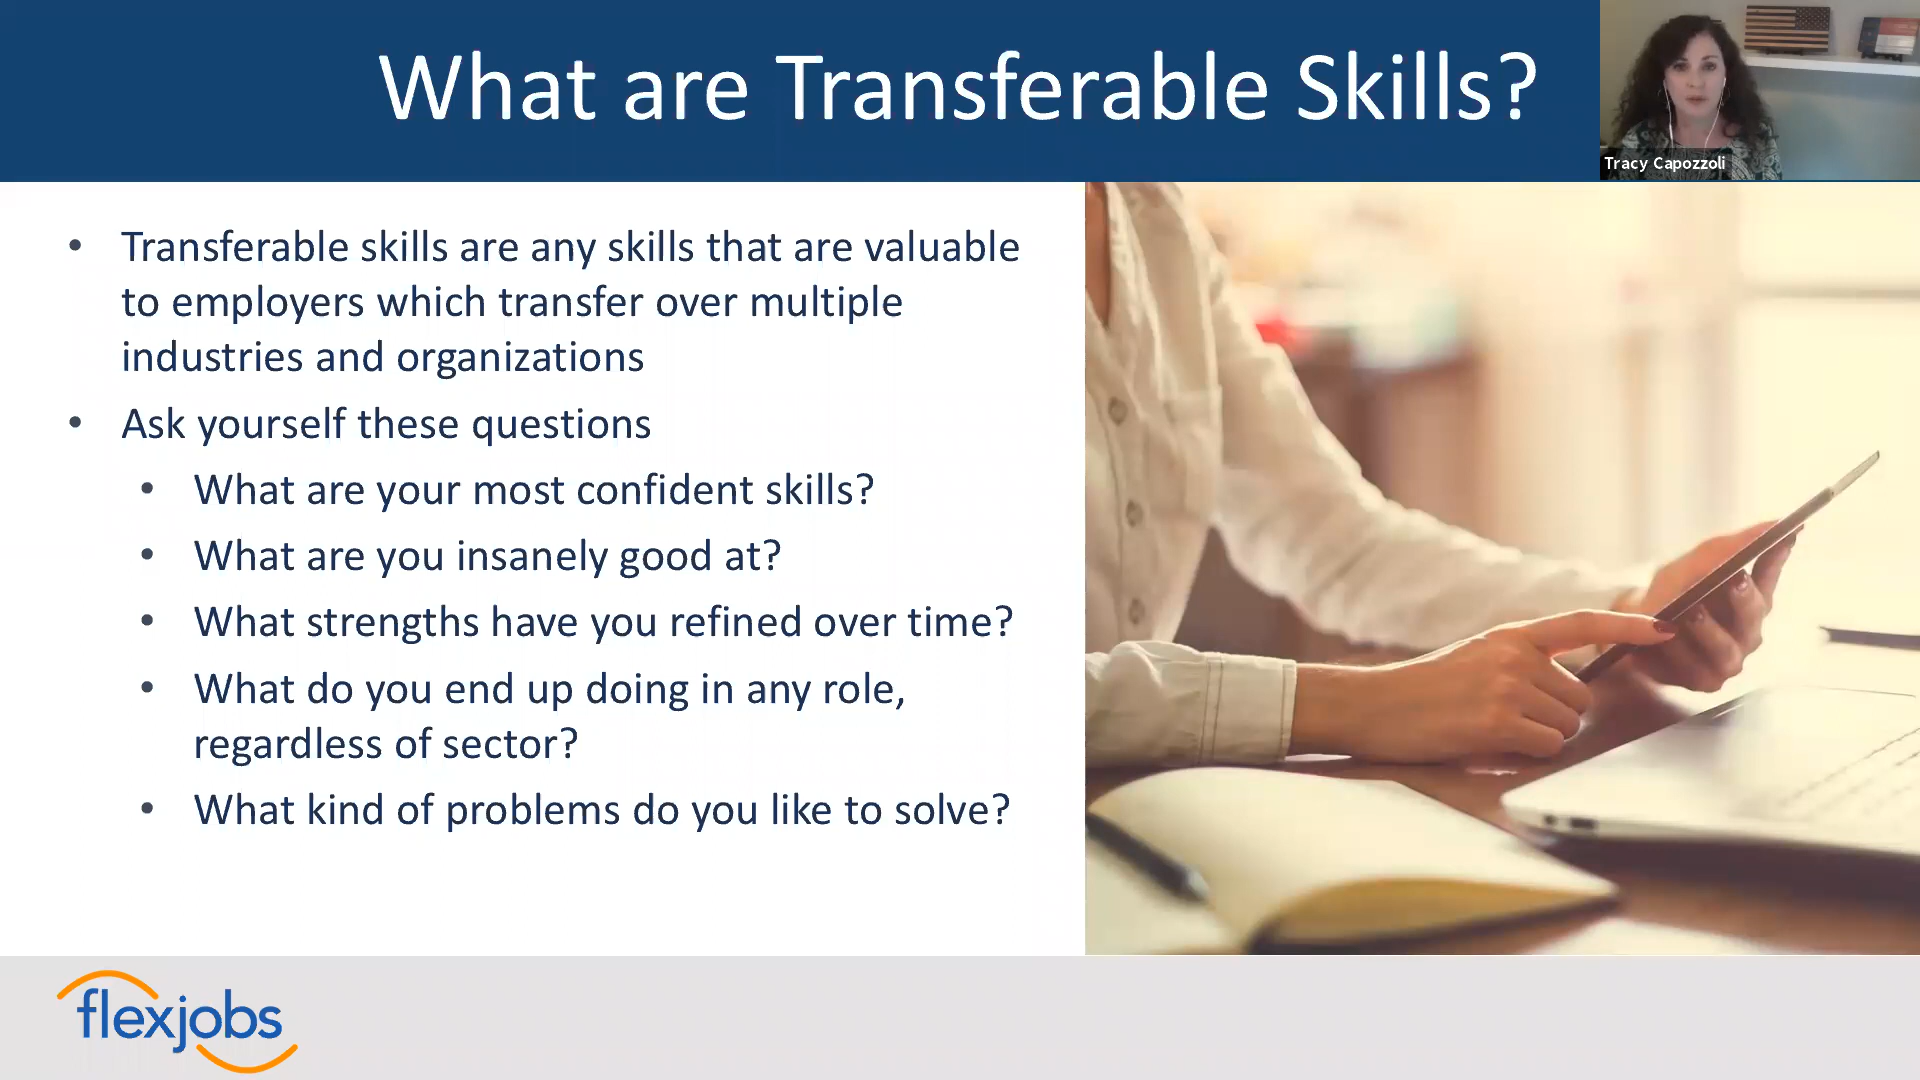 What are Transferable Skills?
Tracy Capozzoli
• Transferable skills are any skills that are valuable
to employers which transfer over multiple
industries and organizations
• Ask yourself these questions
• What are your most confident skills?
• What are you insanely good at?
• What strengths have you refined over time?
• What do you end up doing in any role,
regardless of sector?
• What kind of problems do you like to solve?
flexjobs